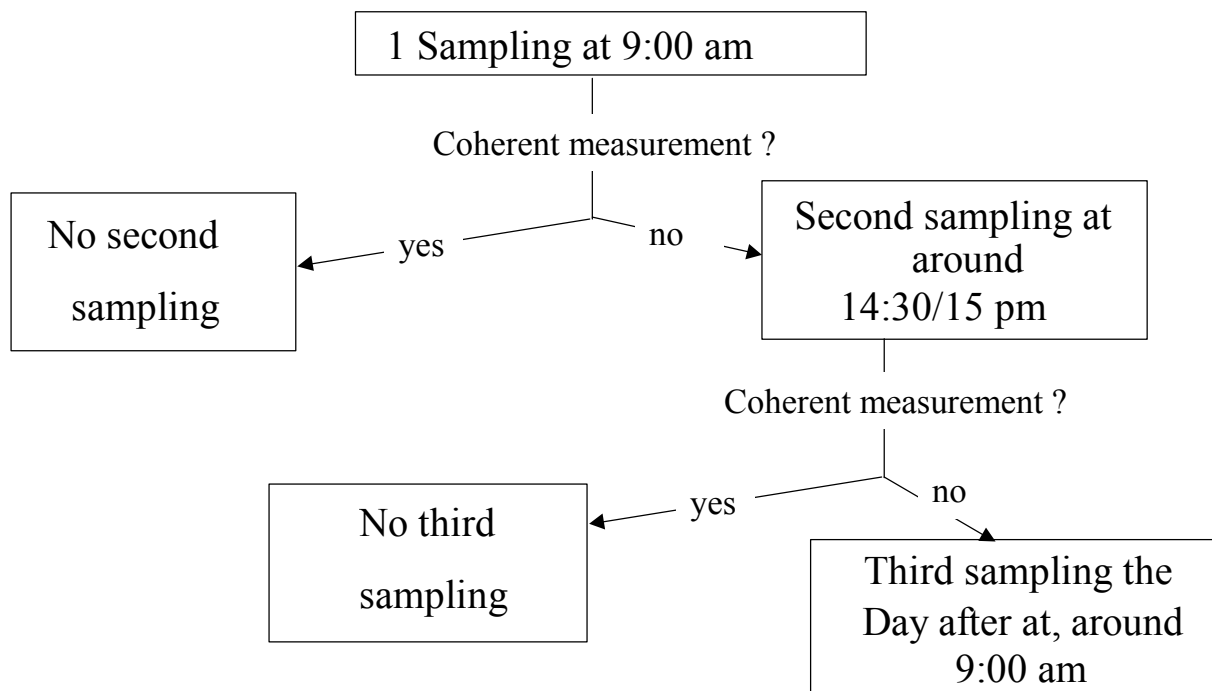 1 Sampling at 9:00 am
Coherent measurement ?
No second
sampling
yes
no
Second sampling at
around
14:30/15 pm
Coherent measurement ?
No third
sampling
yes
no
Third sampling the
Day after at, around
9:00 am